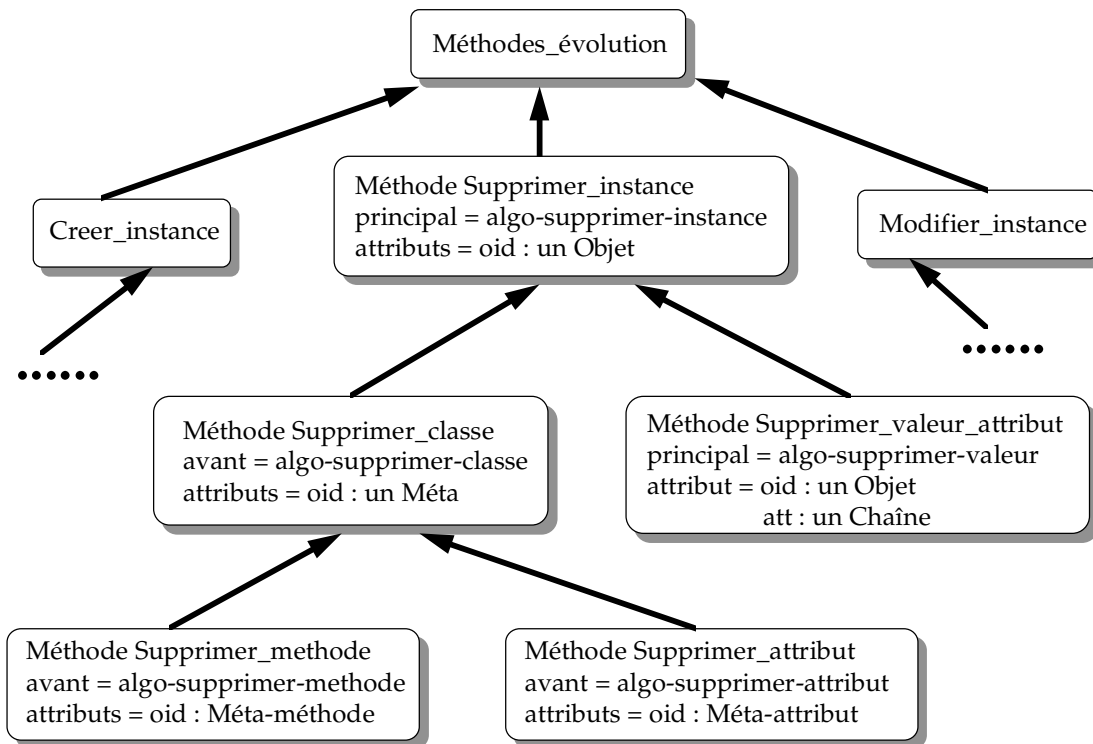 Méthodes_évolution
Méthode Supprimer_instance
principal = algo-supprimer-instance
attributs = oid : un Objet
Creer_instance
Modifier_instance
Méthode Supprimer_classe
avant = algo-supprimer-classe
attributs = oid : un Méta
Méthode Supprimer_valeur_attribut
principal = algo-supprimer-valeur
attribut = oid : un Objet
att : un Chaîne
Méthode Supprimer_methode
avant = algo-supprimer-methode
attributs = oid : Méta-méthode
Méthode Supprimer_attribut
avant = algo-supprimer-attribut
attributs = oid : Méta-attribut